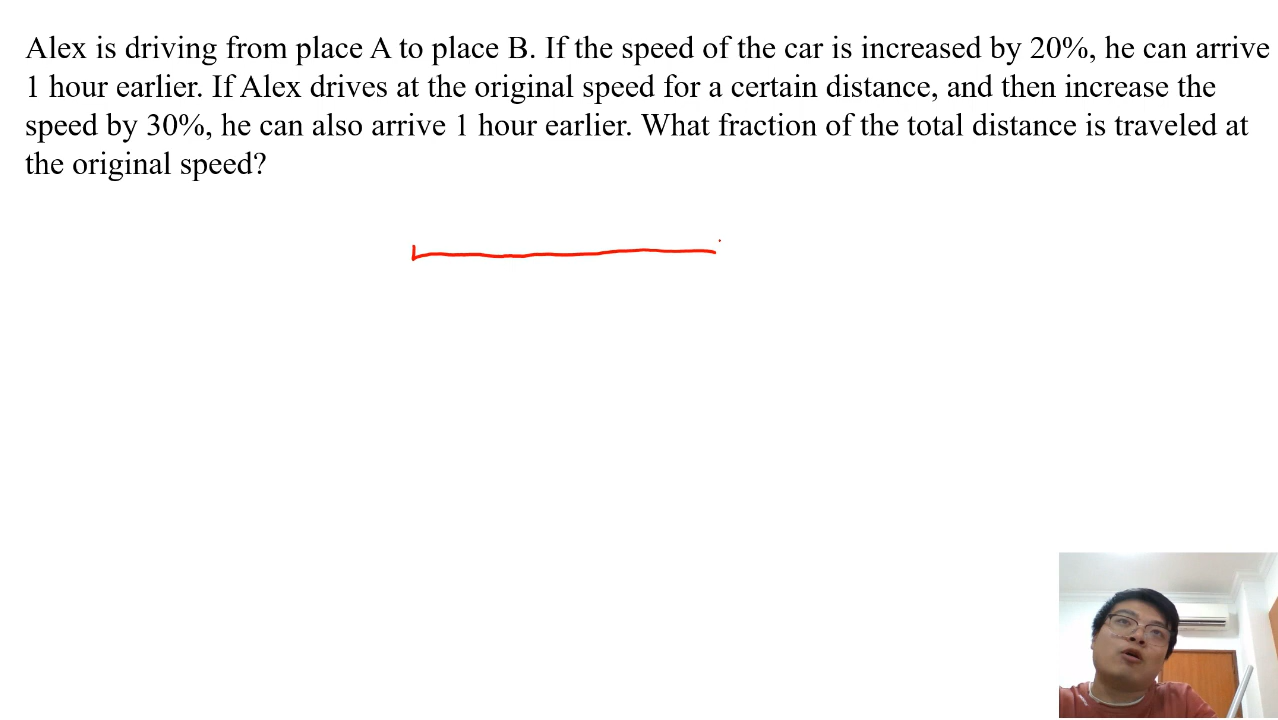 Alex is driving from place A to place B. If the speed of the car is increased by 20%, he can arrive
1 hour earlier. If Alex drives at the original speed for a certain distance, and then increase the
speed by 30%, he can also arrive 1 hour earlier. What fraction of the total distance is traveled at
the original speed?